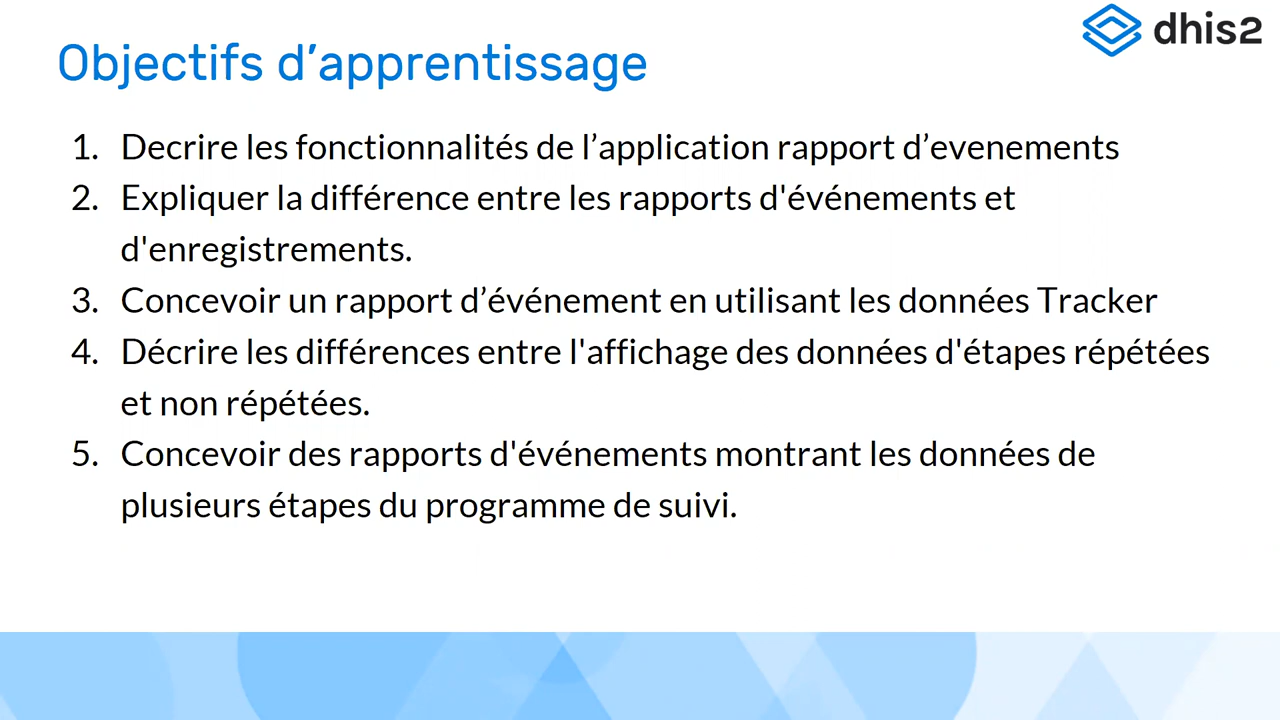 dhis2
Objectifs d’apprentissage
1. Decrire les fonctionnalités de l’application rapport d’evenements
2. Expliquer la différence entre les rapports d'événements et
d'enregistrements.
3. Concevoir un rapport d’événement en utilisant les données Tracker
4. Décrire les différences entre l'affichage des données d'étapes répétées
et non répétées.
5. Concevoir des rapports d'événements montrant les données de
plusieurs étapes du programme de suivi.